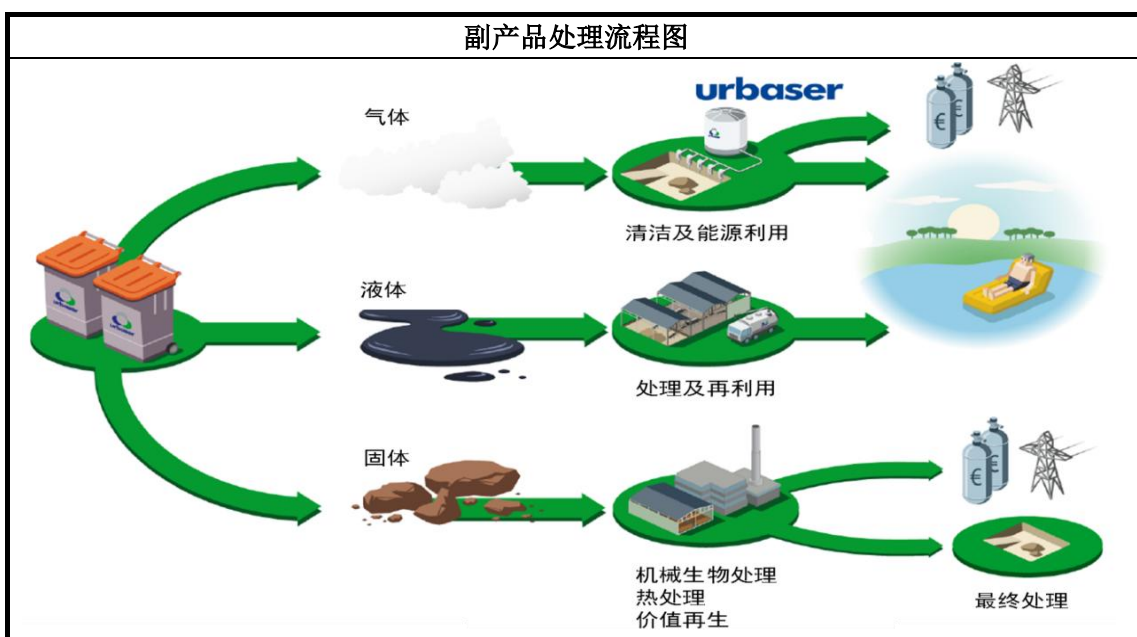 副产品处理流程图
气体
urbaser
清洁及能源利用
urbaser
urbaser
液体
处理及再利用
固体
机械生物处理
热处理
价值再生
最终处理
€
€
€
€